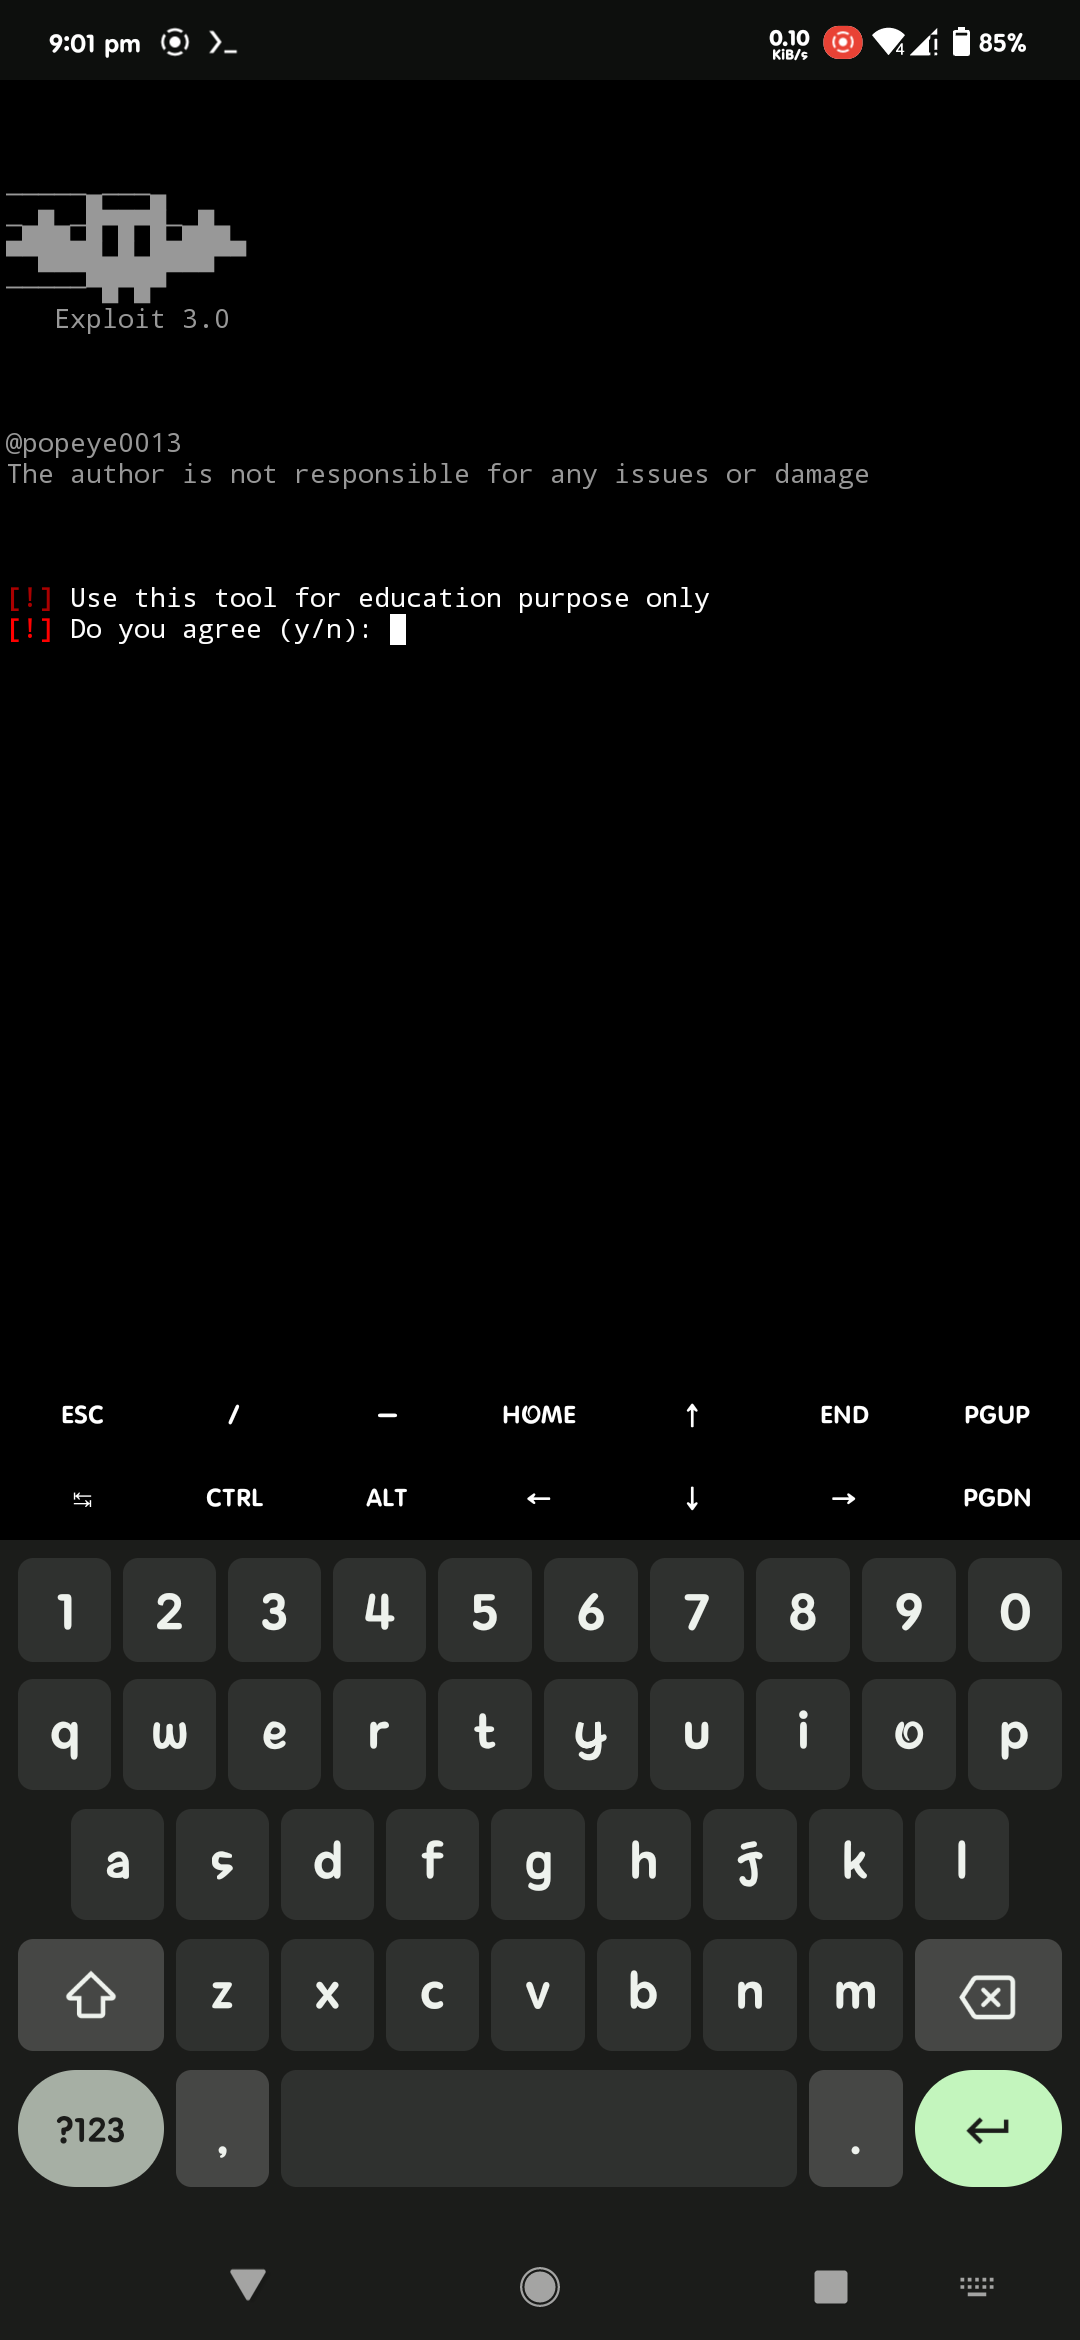 9:01 pm
0.10
KiB/s
4
85%
Exploit 3.0
@popeye0013
The author is not responsible for any issues or damage
[!] Use this tool for education purpose only
[!] Do you agree (y/n):
ESC / — HOME ↑ END PGUP
⇆ CTRL ALT ← ↓ → PGDN
1 2 3 4 5 6 7 8 9 0
q w e r t y u i o p
a s d f g h j k l
z x c v b n m
?123 , .